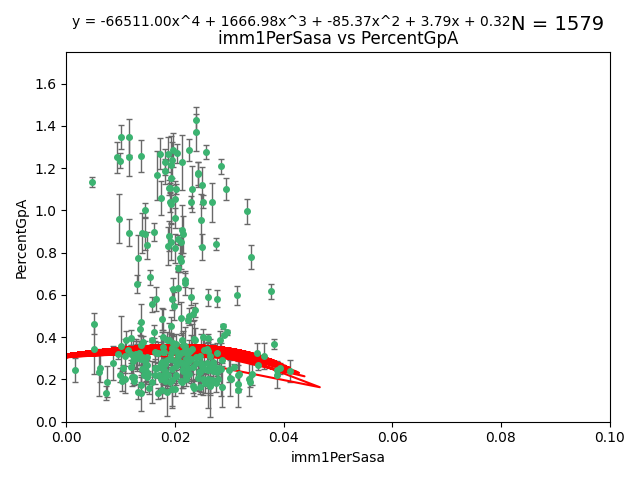 y = -66511.00x^4 + 1666.98x^3 + -85.37x^2 + 3.79x + 0.32 N = 1579
imm1PerSasa vs PercentGpA
1.6
1.4
1.2
1.0
0.8
0.6
0.4
0.2
0.0
PercentGpA
0.00 0.02 0.04 0.06 0.08 0.10
imm1PerSasa